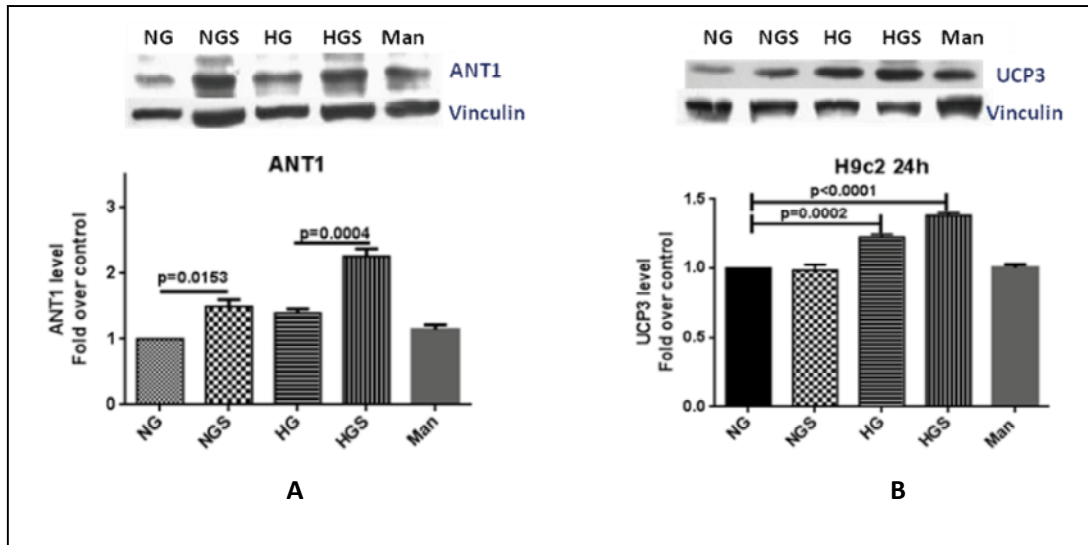 NG NGS HG HGS Man
ANT1
Vinculin
ANT1
ANT1 level
Fold over control
3
2
1
0
p=0.0153
p=0.0004
NG NGS HG HGS Man
A
NG NGS HG HGS Man
UCP3
Vinculin
H9c2 24h
UCP3 level
Fold over control
1.5
1.0
0.5
0.0
p<0.0001
p=0.0002
NG NGS HG HGS Man
B